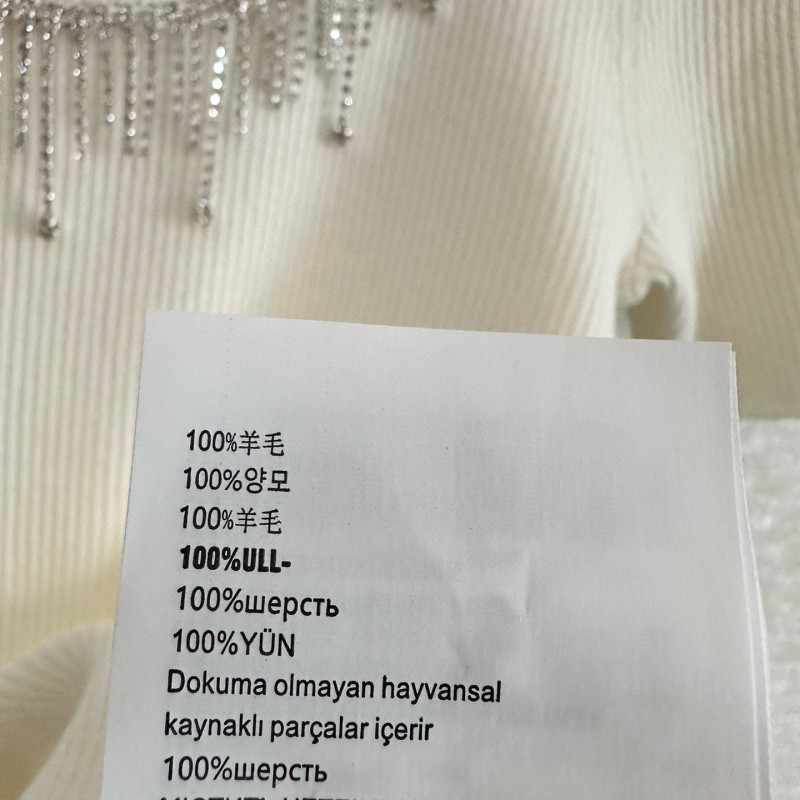 100%羊毛
100%양모
100%羊毛
100%ULL-
100%шерсть
100%YÜN
Dokuma olmayan hayvansal
kaynaklı parçalar içerir
100%шерсть